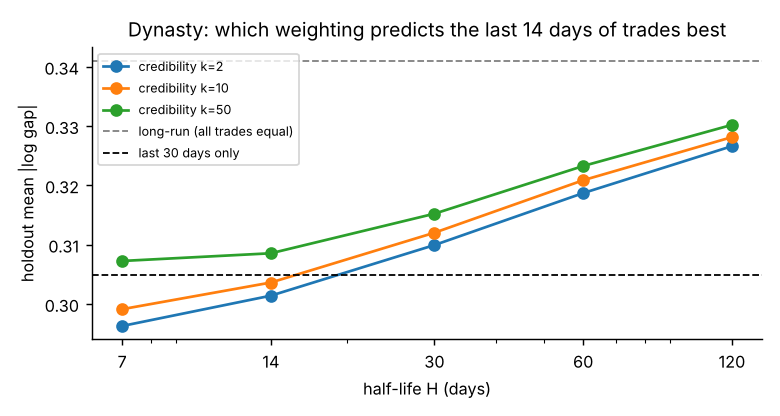 Dynasty: which weighting predicts the last 14 days of trades best
holdout mean |log gap|
0.34
0.33
0.32
0.31
0.30
credibility k=2
credibility k=10
credibility k=50
long-run (all trades equal)
last 30 days only
7
14
30
60
120
half-life H (days)